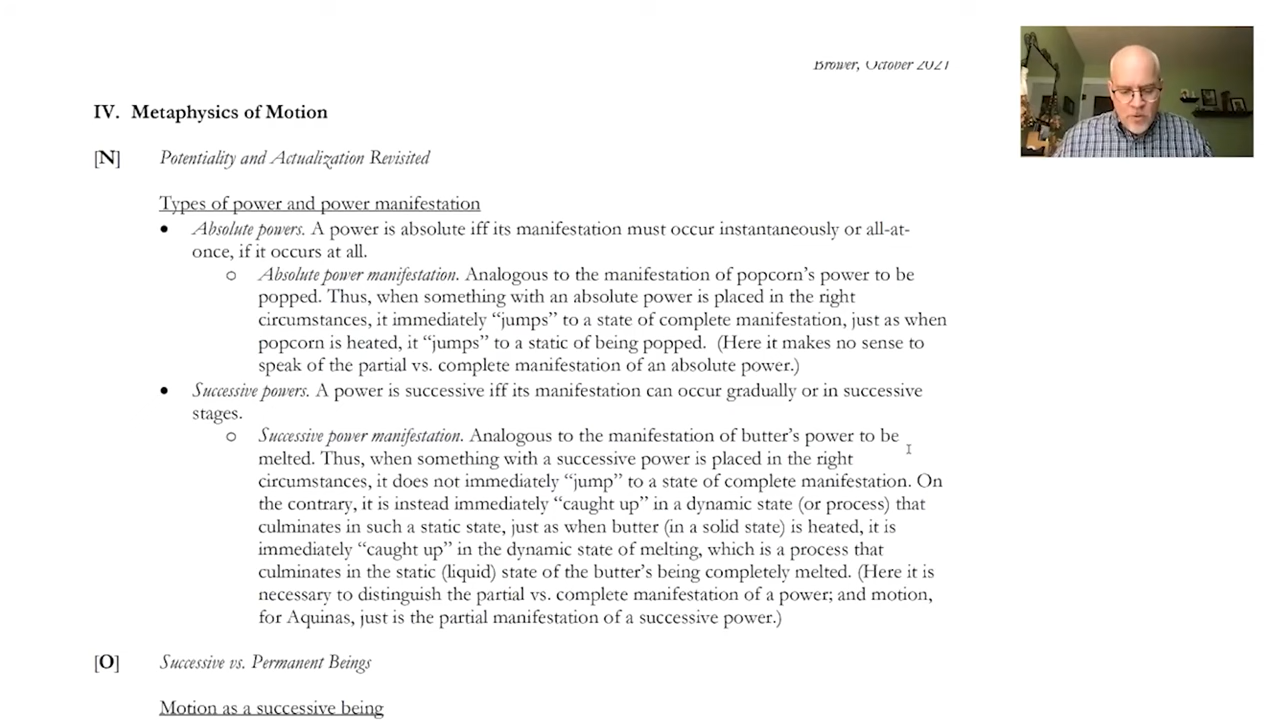 Brower, October 2021
IV. Metaphysics of Motion
[N] Potentiality and Actualization Revisited
Types of power and power manifestation
• Absolute powers. A power is absolute iff its manifestation must occur instantaneously or all-at-
once, if it occurs at all.
o Absolute power manifestation. Analogous to the manifestation of popcorn's power to be
popped. Thus, when something with an absolute power is placed in the right
circumstances, it immediately “jumps” to a state of complete manifestation, just as when
popcorn is heated, it “jumps” to a static of being popped. (Here it makes no sense to
speak of the partial vs. complete manifestation of an absolute power.)
• Successive powers. A power is successive iff its manifestation can occur gradually or in successive
stages.
o Successive power manifestation. Analogous to the manifestation of butter's power to be
melted. Thus, when something with a successive power is placed in the right
circumstances, it does not immediately “jump” to a state of complete manifestation. On
the contrary, it is instead immediately “caught up” in a dynamic state (or process) that
culminates in such a static state, just as when butter (in a solid state) is heated, it is
immediately “caught up” in the dynamic state of melting, which is a process that
culminates in the static (liquid) state of the butter's being completely melted. (Here it is
necessary to distinguish the partial vs. complete manifestation of a power; and motion,
for Aquinas, just is the partial manifestation of a successive power.)
[O] Successive vs. Permanent Beings
Motion as a successive being